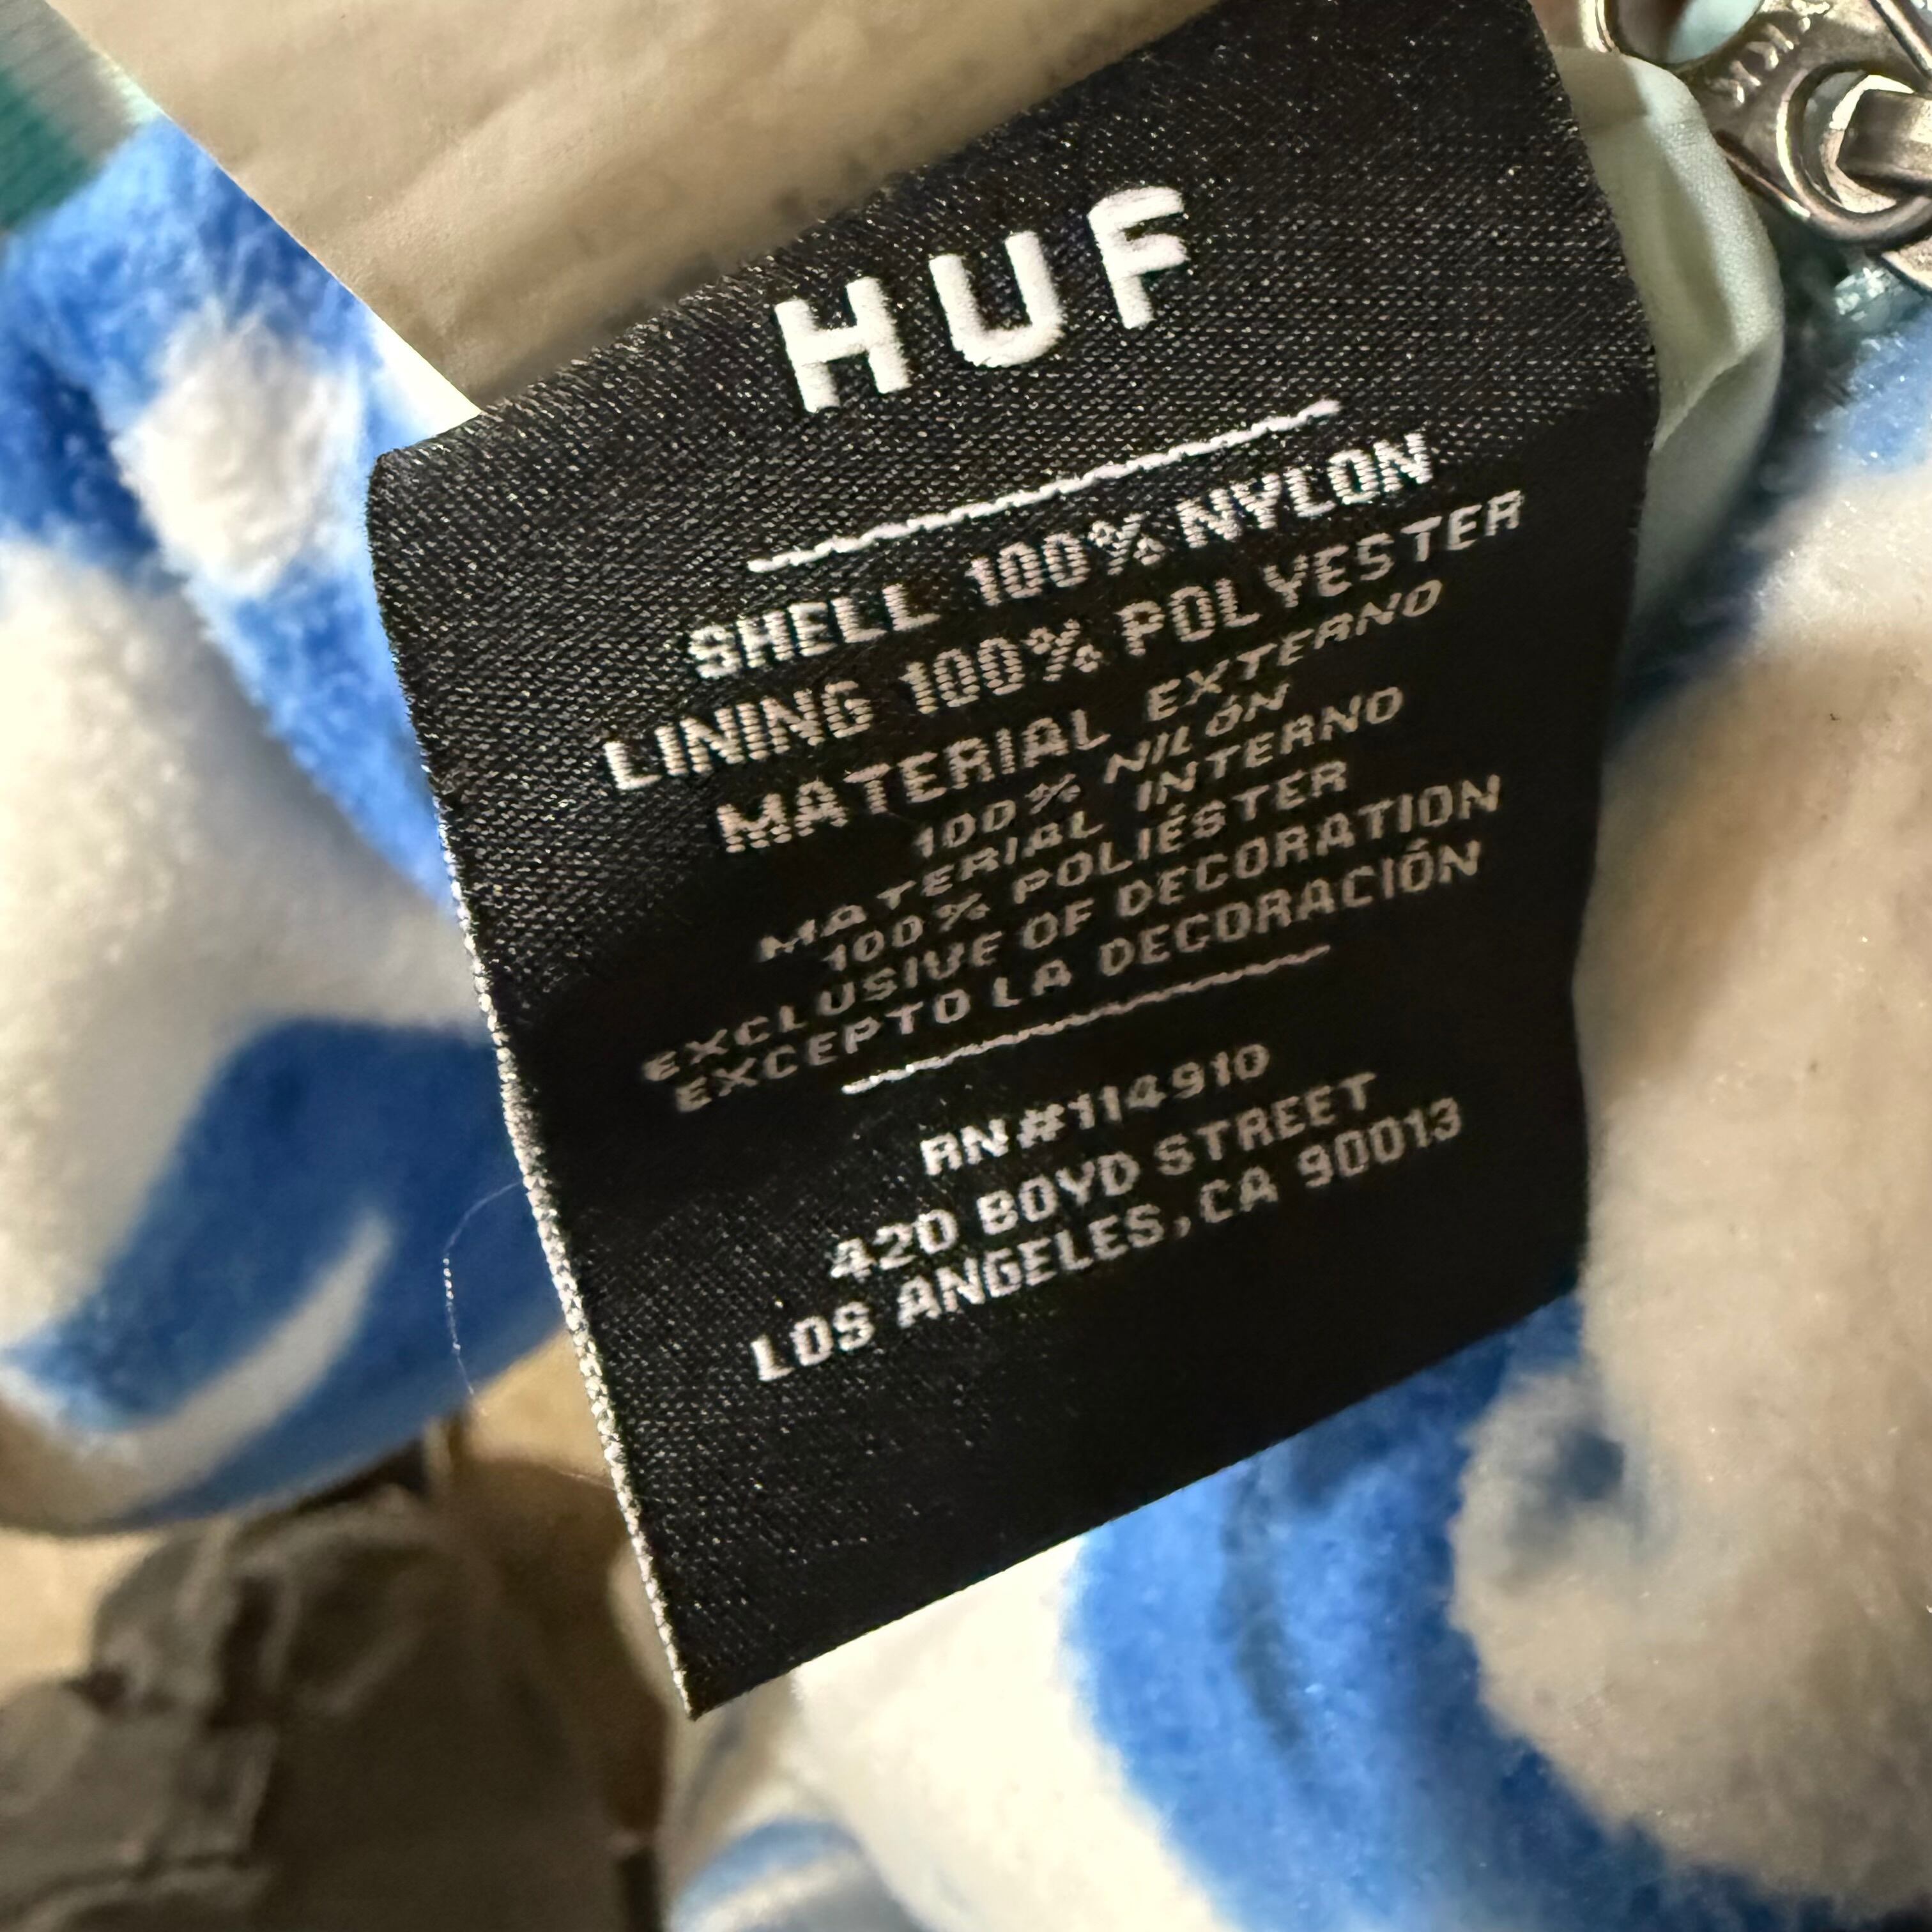 HUF
SHELL 100% NYLON
LINING 100% POLYESTER
MATERIAL EXTERNO
100% NILÓN
MATERIAL INTERNO
100% POLIÉSTER
EXCLUSIVE OF DECORATION
EXCEPTO LA DECORACIÓN
RN#114910
420 BOYD STREET
LOS ANGELES, CA 90013